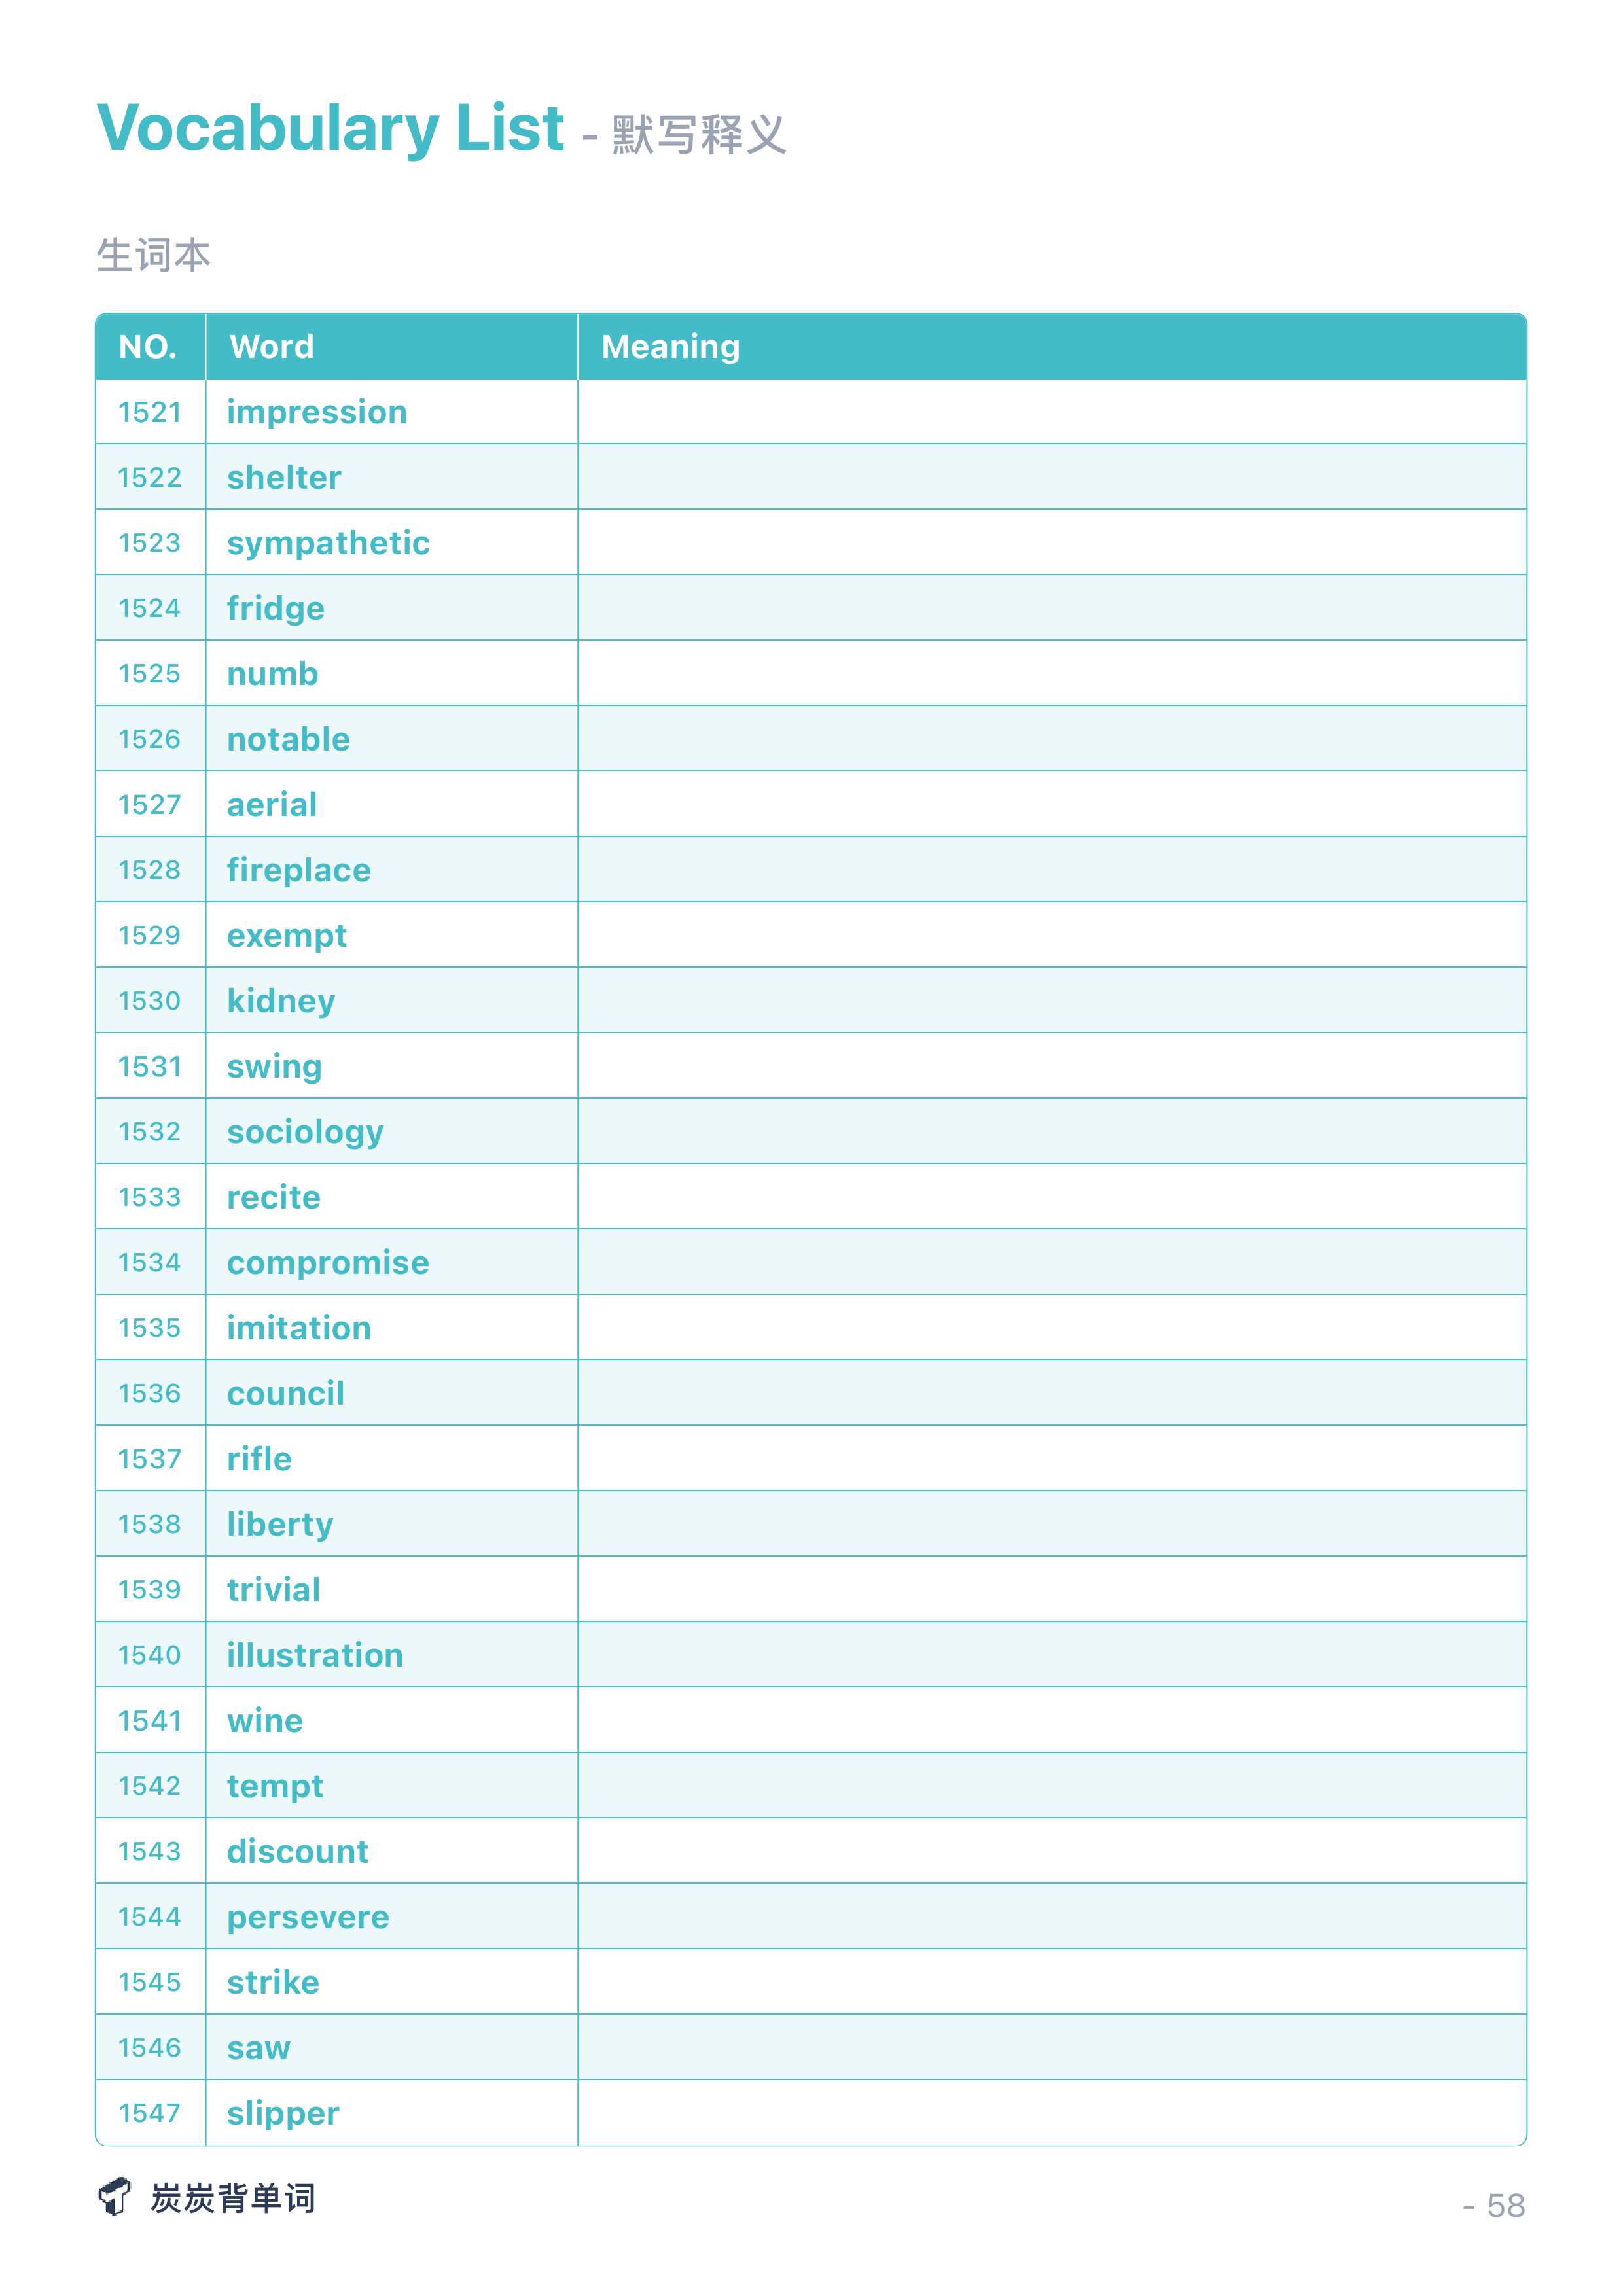 Vocabulary List - 默写释义
生词本
NO. Word Meaning
1521 impression
1522 shelter
1523 sympathetic
1524 fridge
1525 numb
1526 notable
1527 aerial
1528 fireplace
1529 exempt
1530 kidney
1531 swing
1532 sociology
1533 recite
1534 compromise
1535 imitation
1536 council
1537 rifle
1538 liberty
1539 trivial
1540 illustration
1541 wine
1542 tempt
1543 discount
1544 persevere
1545 strike
1546 saw
1547 slipper
炭炭背单词
- 58